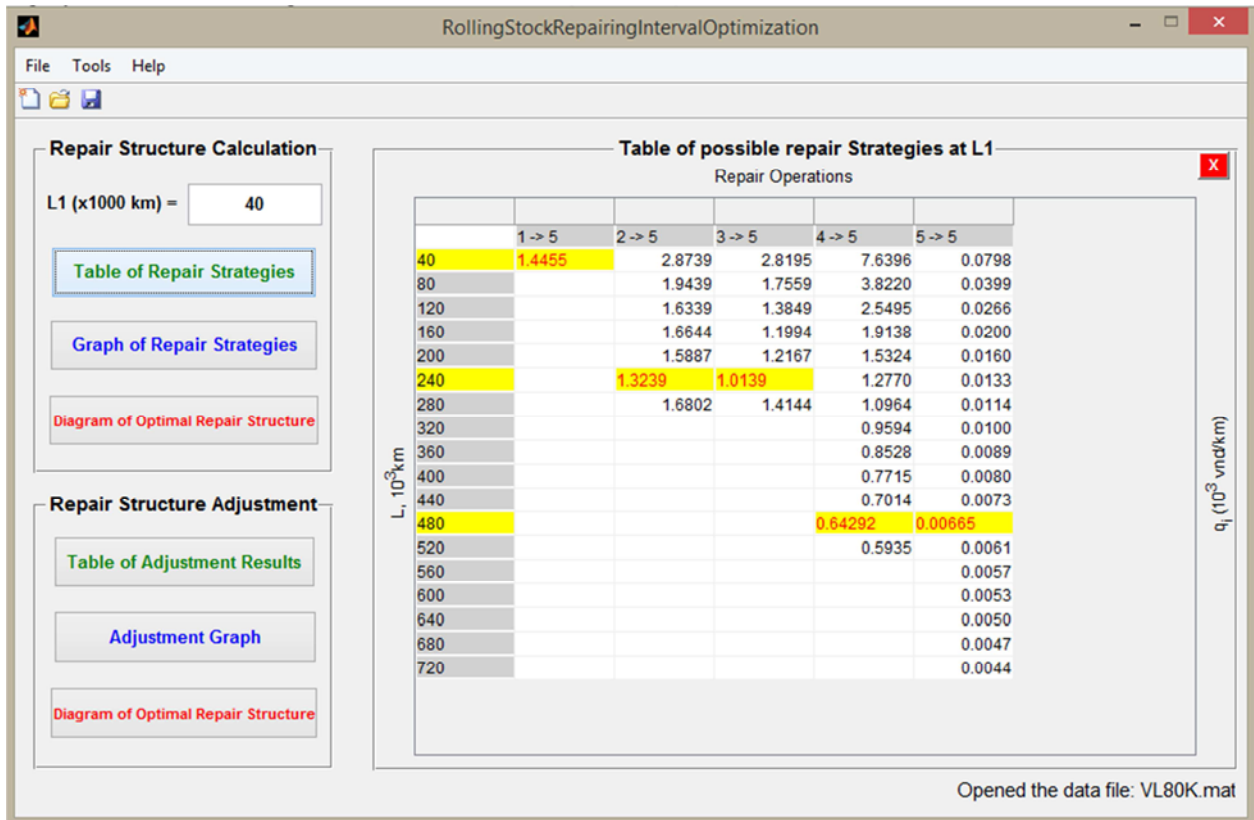 RollingStockRepairingIntervalOptimization
File Tools Help
Repair Structure Calculation
L1 (x1000 km) = 40
Table of Repair Strategies
Graph of Repair Strategies
Diagram of Optimal Repair Structure
Repair Structure Adjustment
Table of Adjustment Results
Adjustment Graph
Diagram of Optimal Repair Structure
Table of possible repair Strategies at L1
X
Repair Operations
L, 10³km
1 -> 5 2 -> 5 3 -> 5 4 -> 5 5 -> 5
40 1.4455 2.8739 2.8195 7.6396 0.0798
80 1.9439 1.7559 3.8220 0.0399
120 1.6339 1.3849 2.5495 0.0266
160 1.6644 1.1994 1.9138 0.0200
200 1.5887 1.2167 1.5324 0.0160
240 1.3239 1.0139 1.2770 0.0133
280 1.6802 1.4144 1.0964 0.0114
320 0.9594 0.0100
360 0.8528 0.0089
400 0.7715 0.0080
440 0.7014 0.0073
480 0.64292 0.00665
520 0.5935 0.0061
560 0.0057
600 0.0053
640 0.0050
680 0.0047
720 0.0044
qᵢ (10³ vnd/km)
Opened the data file: VL80K.mat